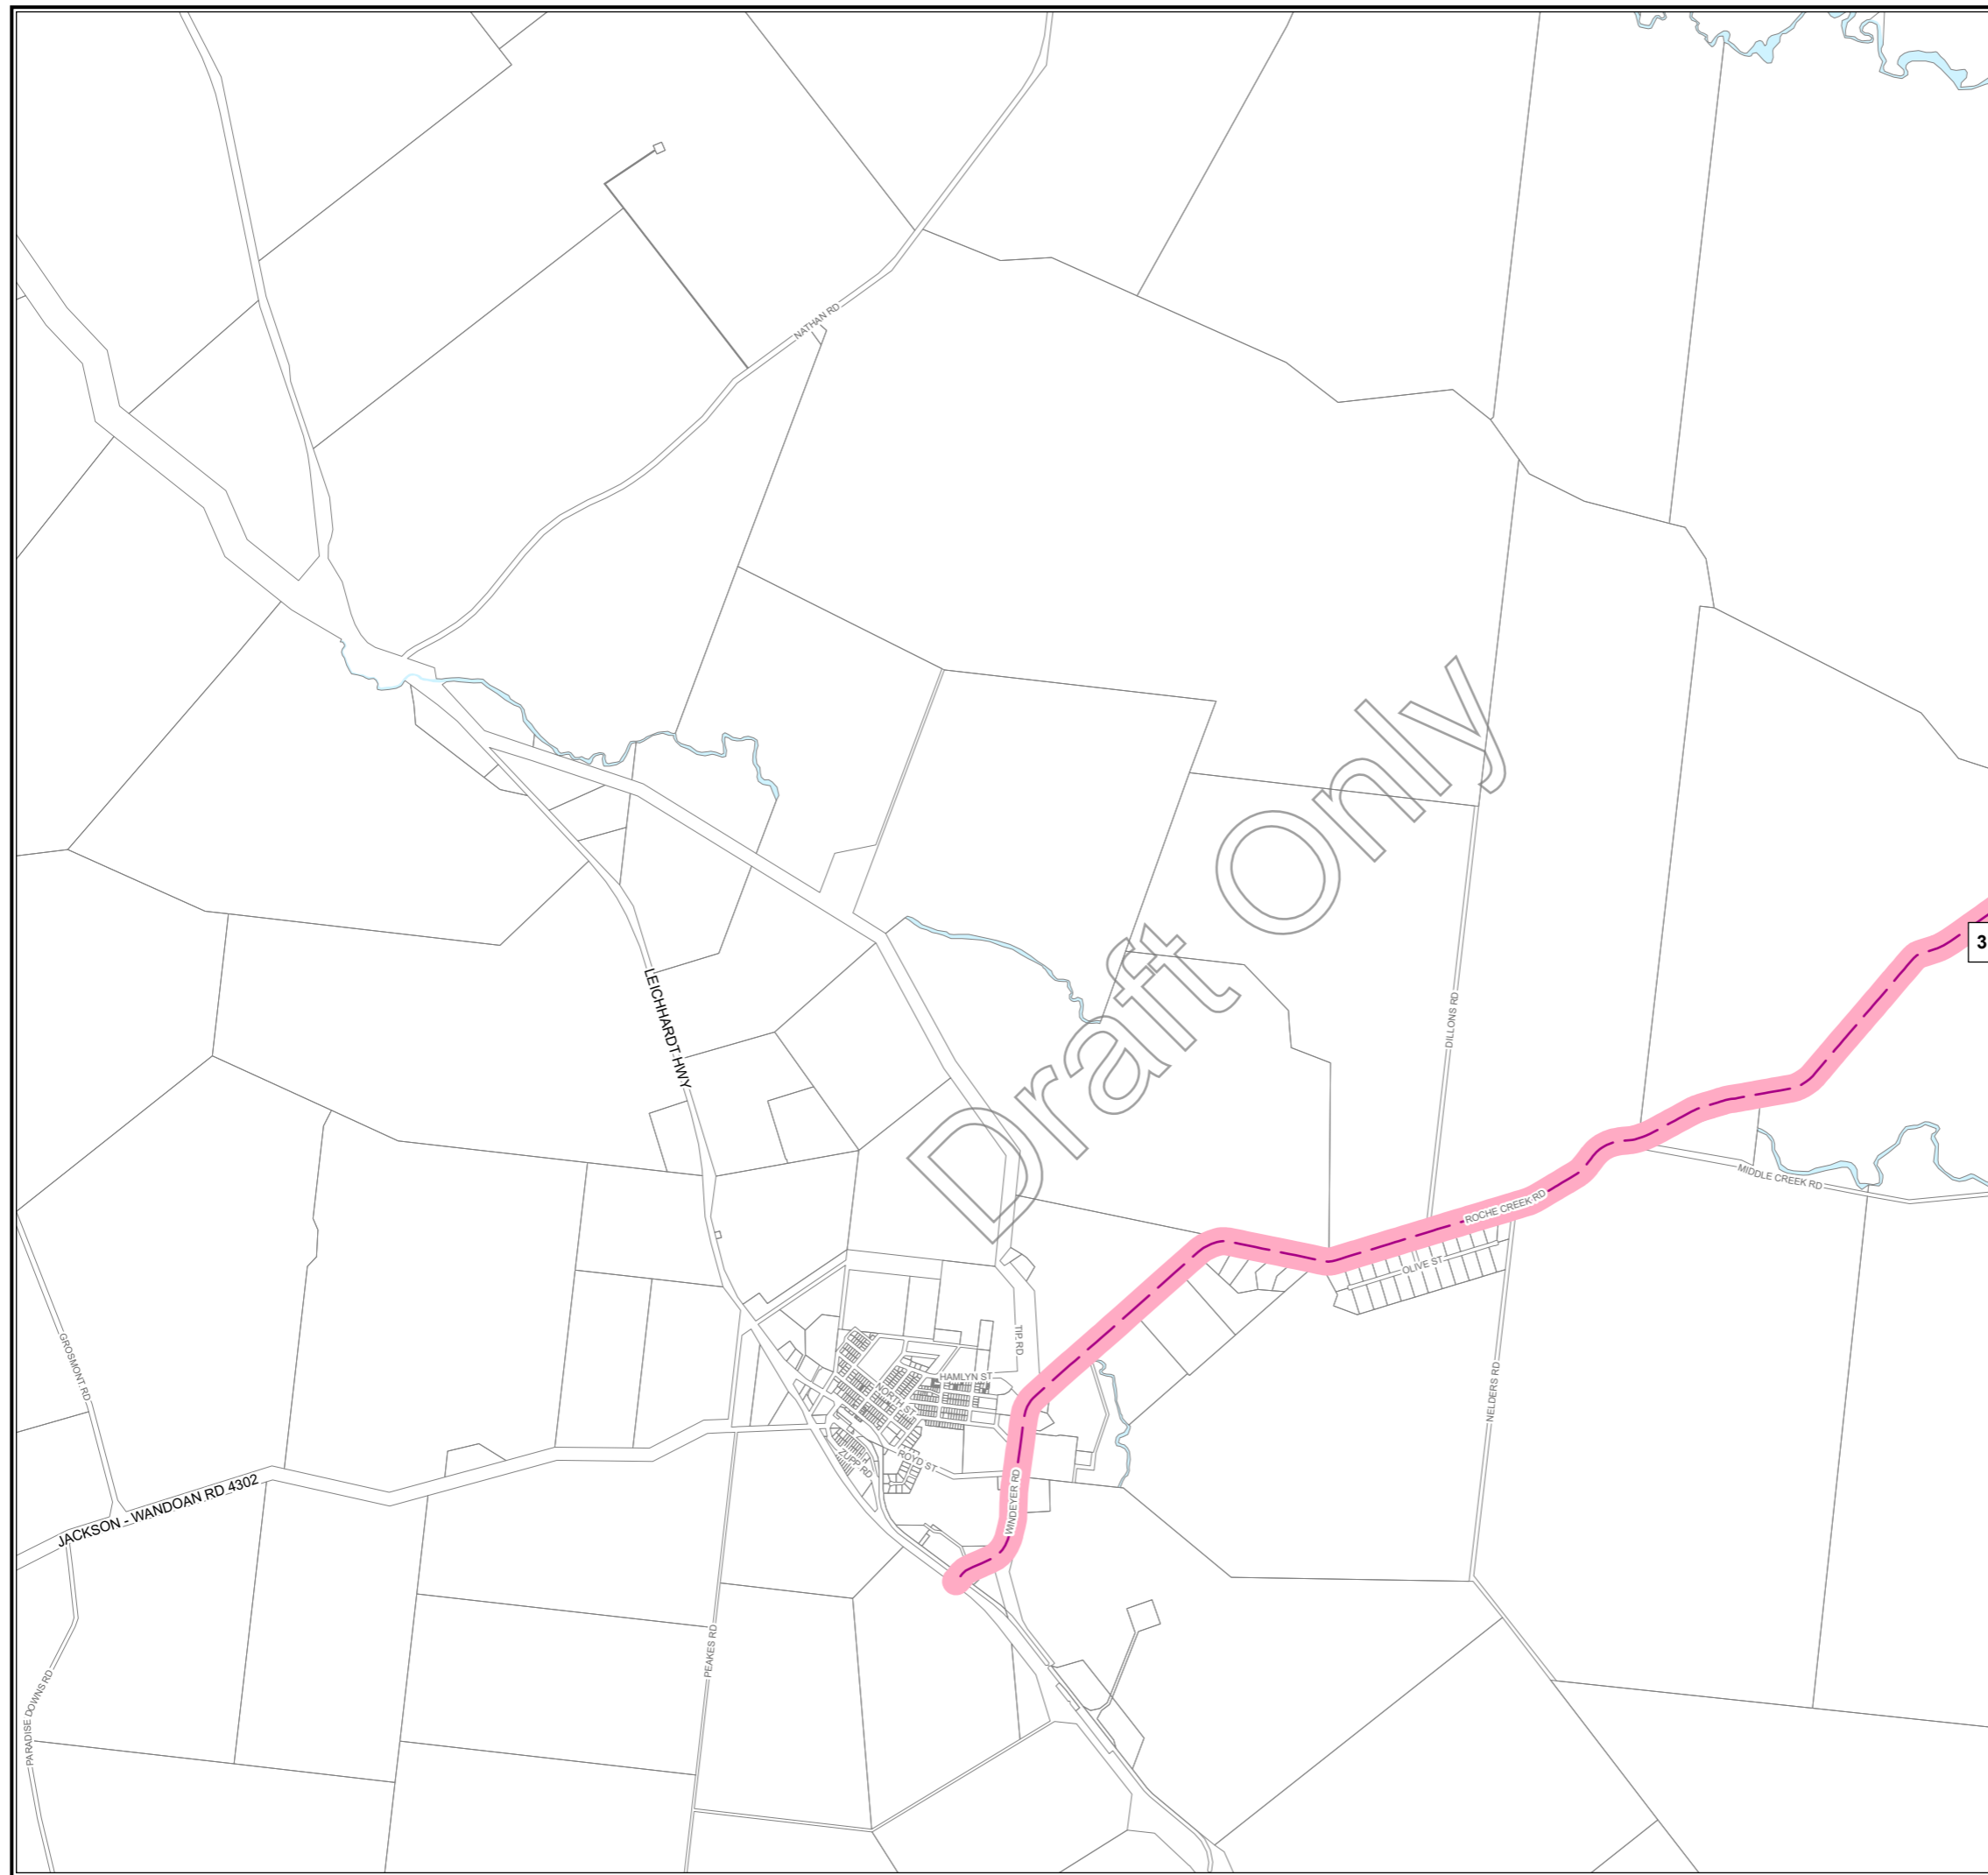 NATHAN RD
Draft Only
LEICHHARDT HWY
DILLONS RD
3
MIDDLE CREEK RD
ROCHE CREEK RD
OLIVE ST
GROSMONT RD
TIP RD
HAMLYN ST
NORTH ST
NELDERS RD
ROYD ST
ZUPP RD
WINDEYER RD
JACKSON - WANDOAN RD 4302
PEAKES RD
PARADISE DOWNS RD